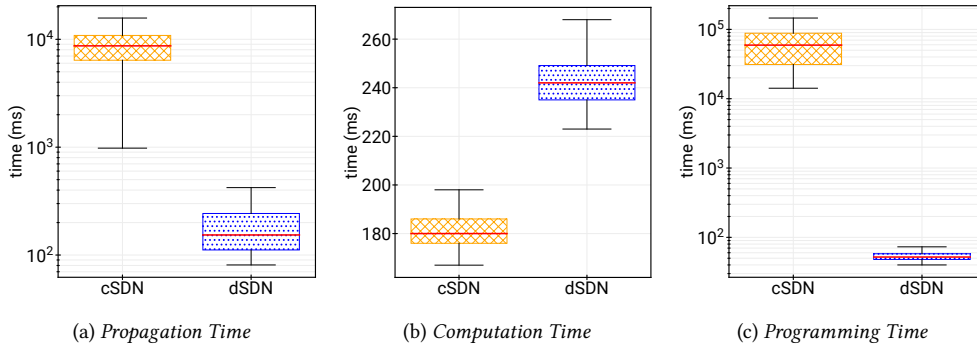 time (ms)
10⁴
10³
10²
cSDN
dSDN
(a) Propagation Time
time (ms)
260
240
220
200
180
cSDN
dSDN
(b) Computation Time
time (ms)
10⁵
10⁴
10³
10²
cSDN
dSDN
(c) Programming Time